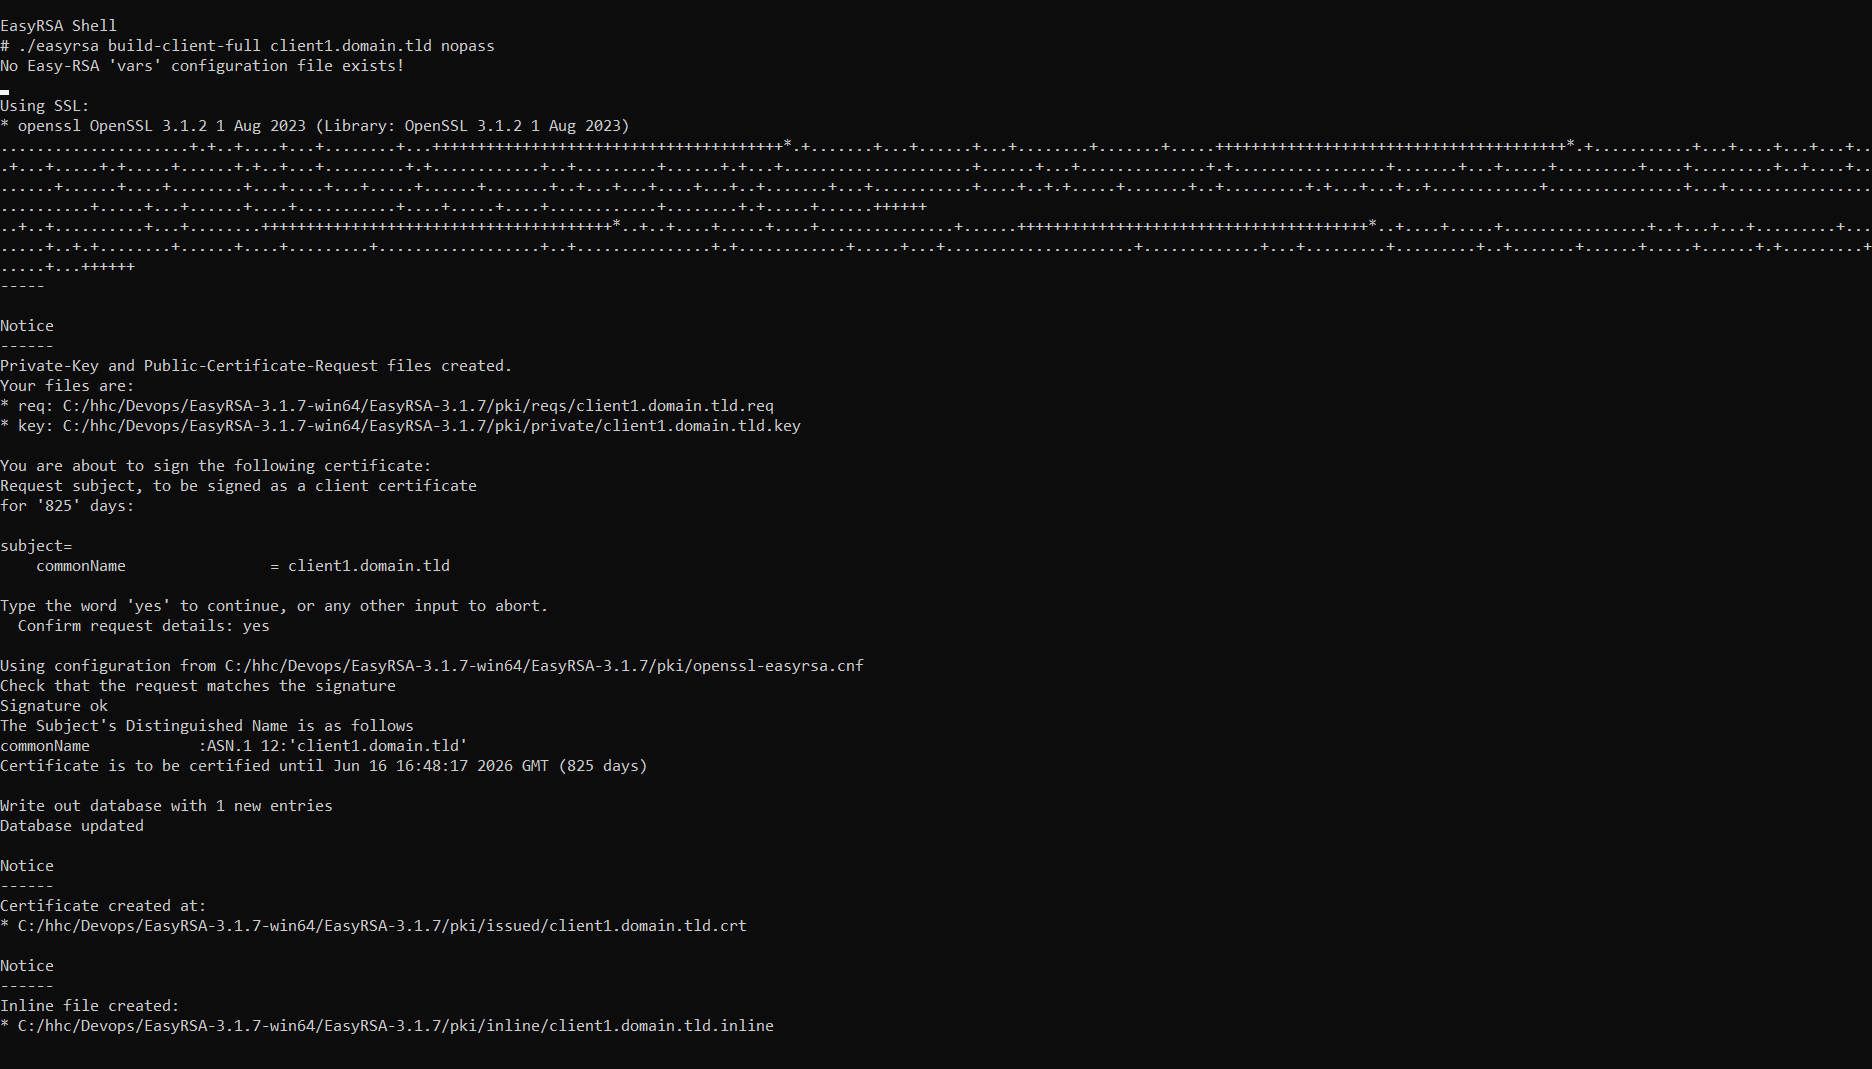 EasyRSA Shell
# ./easyrsa build-client-full client1.domain.tld nopass
No Easy-RSA 'vars' configuration file exists!
Using SSL:
* openssl OpenSSL 3.1.2 1 Aug 2023 (Library: OpenSSL 3.1.2 1 Aug 2023)
-----
Notice
------
Private-Key and Public-Certificate-Request files created.
Your files are:
* req: C:/hhc/Devops/EasyRSA-3.1.7-win64/EasyRSA-3.1.7/pki/reqs/client1.domain.tld.req
* key: C:/hhc/Devops/EasyRSA-3.1.7-win64/EasyRSA-3.1.7/pki/private/client1.domain.tld.key
You are about to sign the following certificate:
Request subject, to be signed as a client certificate
for '825' days:
subject=
    commonName                = client1.domain.tld
Type the word 'yes' to continue, or any other input to abort.
  Confirm request details: yes
Using configuration from C:/hhc/Devops/EasyRSA-3.1.7-win64/EasyRSA-3.1.7/pki/openssl-easyrsa.cnf
Check that the request matches the signature
Signature ok
The Subject's Distinguished Name is as follows
commonName            :ASN.1 12:'client1.domain.tld'
Certificate is to be certified until Jun 16 16:48:17 2026 GMT (825 days)
Write out database with 1 new entries
Database updated
Notice
------
Certificate created at:
* C:/hhc/Devops/EasyRSA-3.1.7-win64/EasyRSA-3.1.7/pki/issued/client1.domain.tld.crt
Notice
------
Inline file created:
* C:/hhc/Devops/EasyRSA-3.1.7-win64/EasyRSA-3.1.7/pki/inline/client1.domain.tld.inline